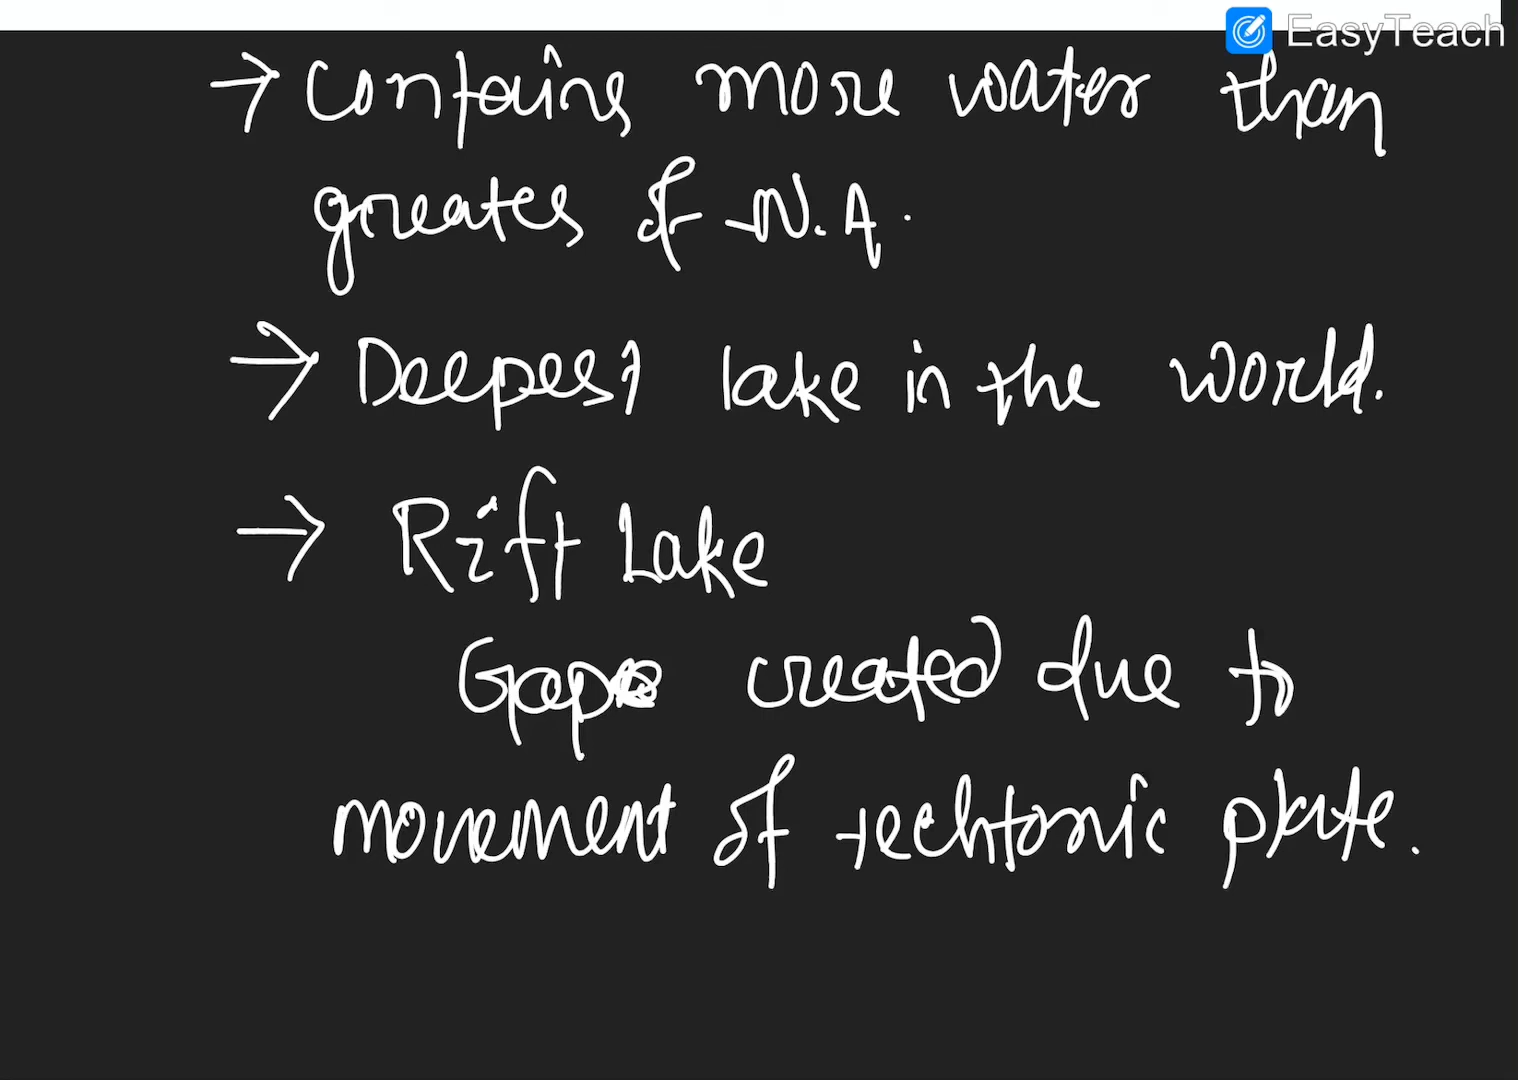 EasyTeach
→ Contains more water than
greates of N.A.
→ Deepest lake in the world.
→ Rift Lake
Gap created due to
movement of techtonic plate.